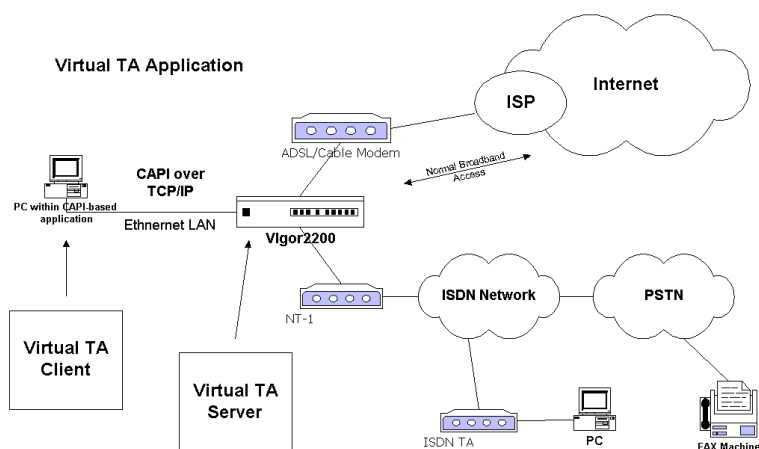 Virtual TA Application
Internet
ISP
ADSL/Cable Modem
Normal Broadband
Access
CAPI over
TCP/IP
PC within CAPI-based
application
Ethnernet LAN
VIgor2200
NT-1
ISDN Network
PSTN
Virtual TA
Client
Virtual TA
Server
ISDN TA
PC
FAX Machine